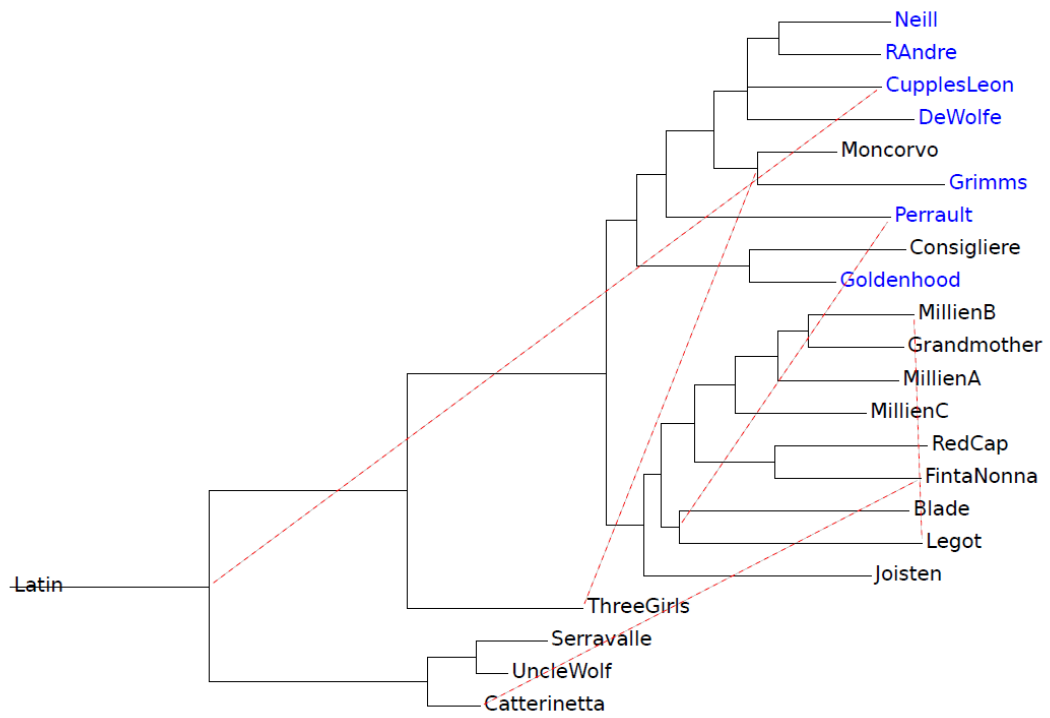 Neill
RAndre
CupplesLeon
DeWolfe
Moncorvo
Grimms
Perrault
Consigliere
Goldenhood
MillienB
Grandmother
MillienA
MillienC
RedCap
FintaNonna
Blade
Legot
Joisten
Latin
ThreeGirls
Serravalle
UncleWolf
Catterinetta